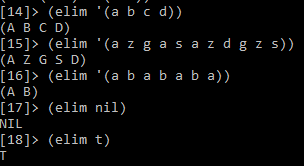 [14]> (elim '(a b c d))
(A B C D)
[15]> (elim '(a z g a s a z d g z s))
(A Z G S D)
[16]> (elim '(a b a b a b a))
(A B)
[17]> (elim nil)
NIL
[18]> (elim t)
T